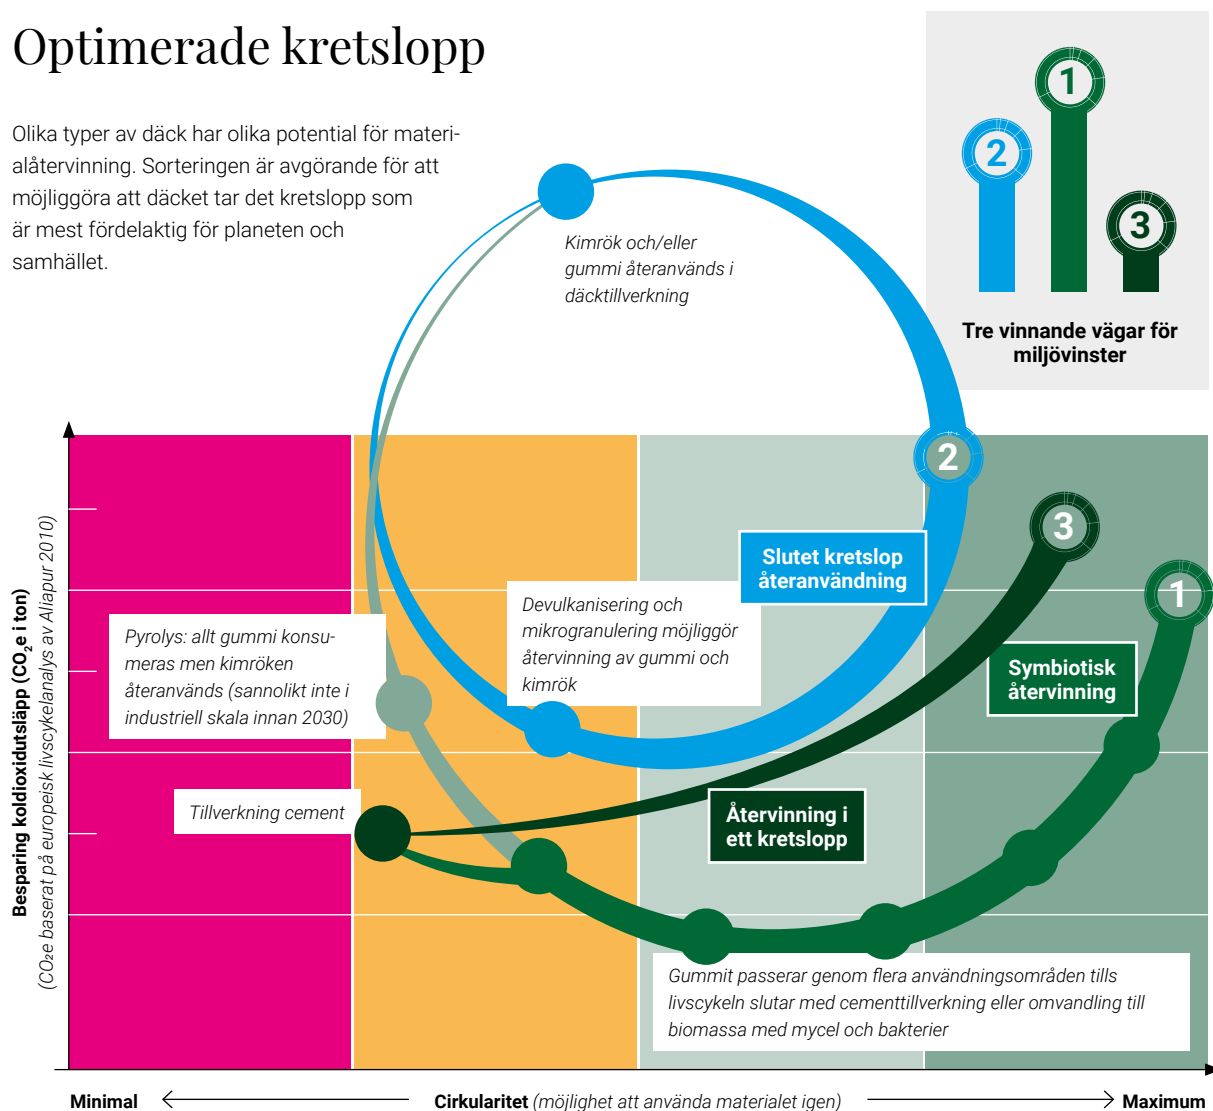 Optimerade kretslopp
Olika typer av däck har olika potential för materi-
alåtervinning. Sorteringen är avgörande för att
möjliggöra att däcket tar det kretslopp som
är mest fördelaktig för planeten och
samhället.
1
2
3
Tre vinnande vägar för
miljövinster
Kimrök och/eller
gummi återanvänds i
däcktillverkning
2
3
1
Slutet kretslop
återanvändning
Devulkanisering och
mikrogranulering möjliggör
återvinning av gummi och
kimrök
Pyrolys: allt gummi konsu-
meras men kimröken
återanvänds (sannolikt inte i
industriell skala innan 2030)
Symbiotisk
återvinning
Tillverkning cement
Återvinning i
ett kretslopp
Gummit passerar genom flera användningsområden tills
livscykeln slutar med cementtillverkning eller omvandling till
biomassa med mycel och bakterier
Besparing koldioxidutsläpp (CO₂e i ton)
(CO₂e baserat på europeisk livscykelanalys av Aliapur 2010)
Minimal
Cirkularitet (möjlighet att använda materialet igen)
Maximum